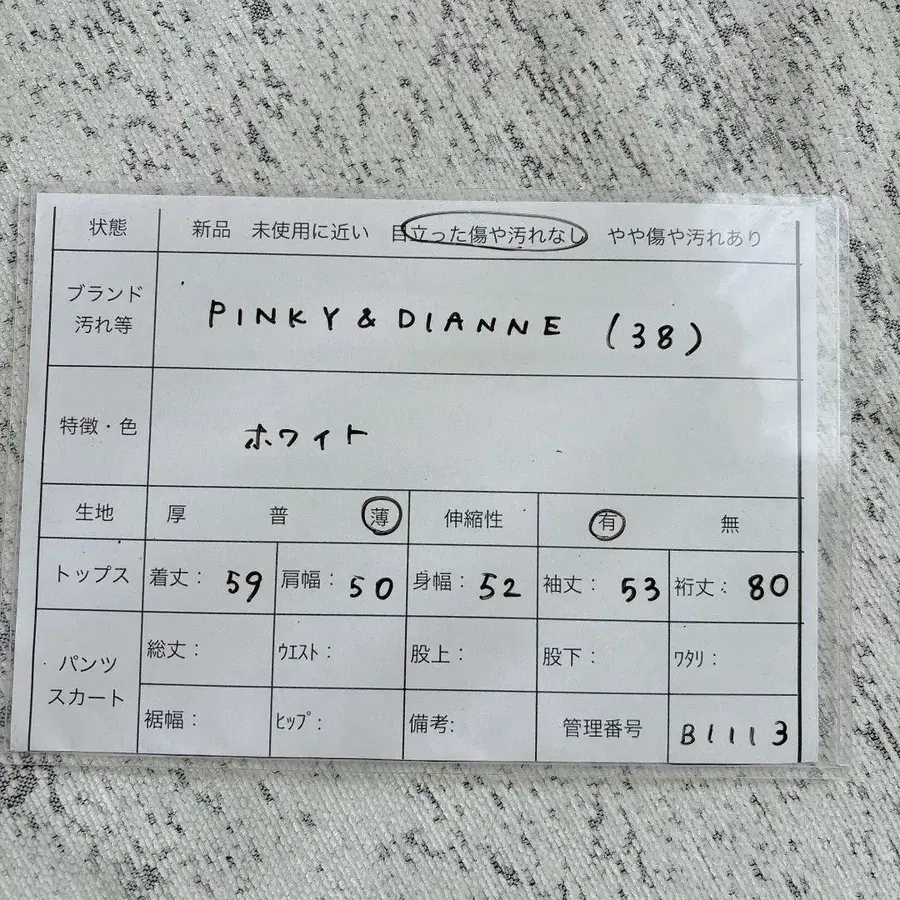 状態 新品 未使用に近い 目立った傷や汚れなし やや傷や汚れあり
ブランド
汚れ等
PINKY & DIANNE (38)
特徴・色 ホワイト
生地 厚 普 薄 伸縮性 有 無
トップス 着丈: 59 肩幅: 50 身幅: 52 袖丈: 53 裄丈: 80
パンツ
スカート
総丈: ウエスト: 股上: 股下: ワタリ:
裾幅: ヒップ: 備考: 管理番号 B1113